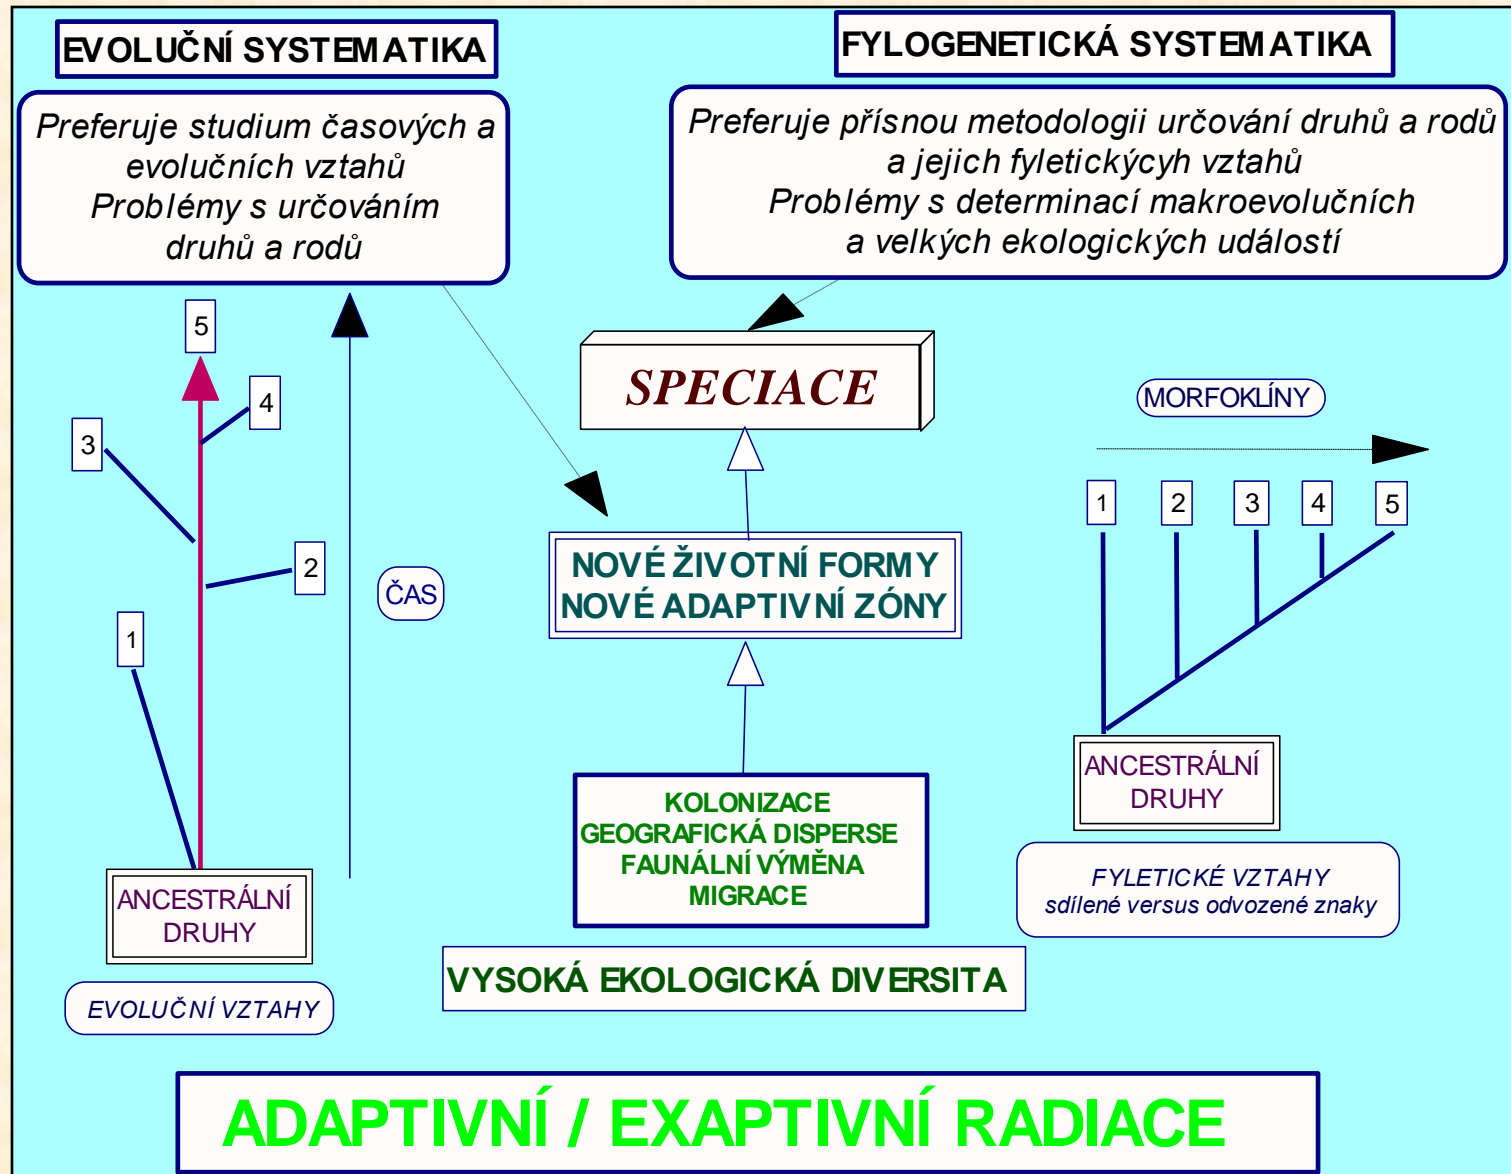 EVOLUČNÍ SYSTEMATIKA
Preferuje studium časových a
evolučních vztahů
Problémy s určováním
druhů a rodů
FYLOGENETICKÁ SYSTEMATIKA
Preferuje přísnou metodologii určování druhů a rodů
a jejich fyletickýcyh vztahů
Problémy s determinací makroevolučních
a velkých ekologických událostí
5
4
3
2
1
ČAS
ANCESTRÁLNÍ
DRUHY
EVOLUČNÍ VZTAHY
SPECIACE
NOVÉ ŽIVOTNÍ FORMY
NOVÉ ADAPTIVNÍ ZÓNY
KOLONIZACE
GEOGRAFICKÁ DISPERSE
FAUNÁLNÍ VÝMĚNA
MIGRACE
VYSOKÁ EKOLOGICKÁ DIVERSITA
MORFOKLÍNY
1 2 3 4 5
ANCESTRÁLNÍ
DRUHY
FYLETICKÉ VZTAHY
sdílené versus odvozené znaky
ADAPTIVNÍ / EXAPTIVNÍ RADIACE